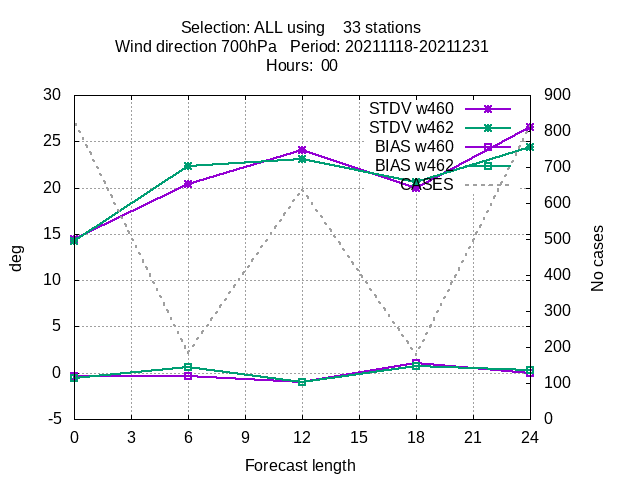 Selection: ALL using    33 stations
Wind direction 700hPa   Period: 20211118-20211231
Hours:  00
30
25
20
15
10
5
0
-5
deg
STDV w460
STDV w462
BIAS w460
BIAS w462
CASES
900
800
700
600
500
400
300
200
100
0
No cases
0 3 6 9 12 15 18 21 24
Forecast length